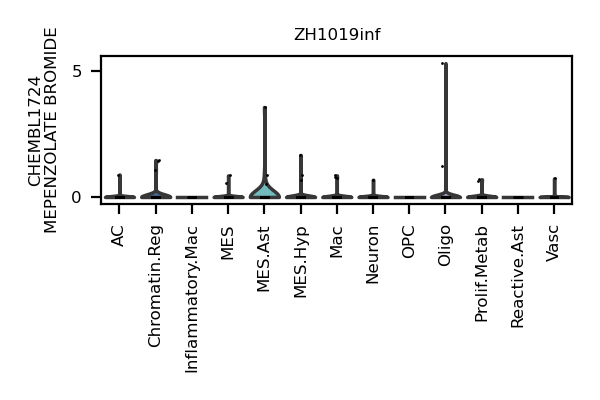 ZH1019inf
CHEMBL1724
MEPENZOLATE BROMIDE
5
0
AC
Chromatin.Reg
Inflammatory.Mac
MES
MES.Ast
MES.Hyp
Mac
Neuron
OPC
Oligo
Prolif.Metab
Reactive.Ast
Vasc